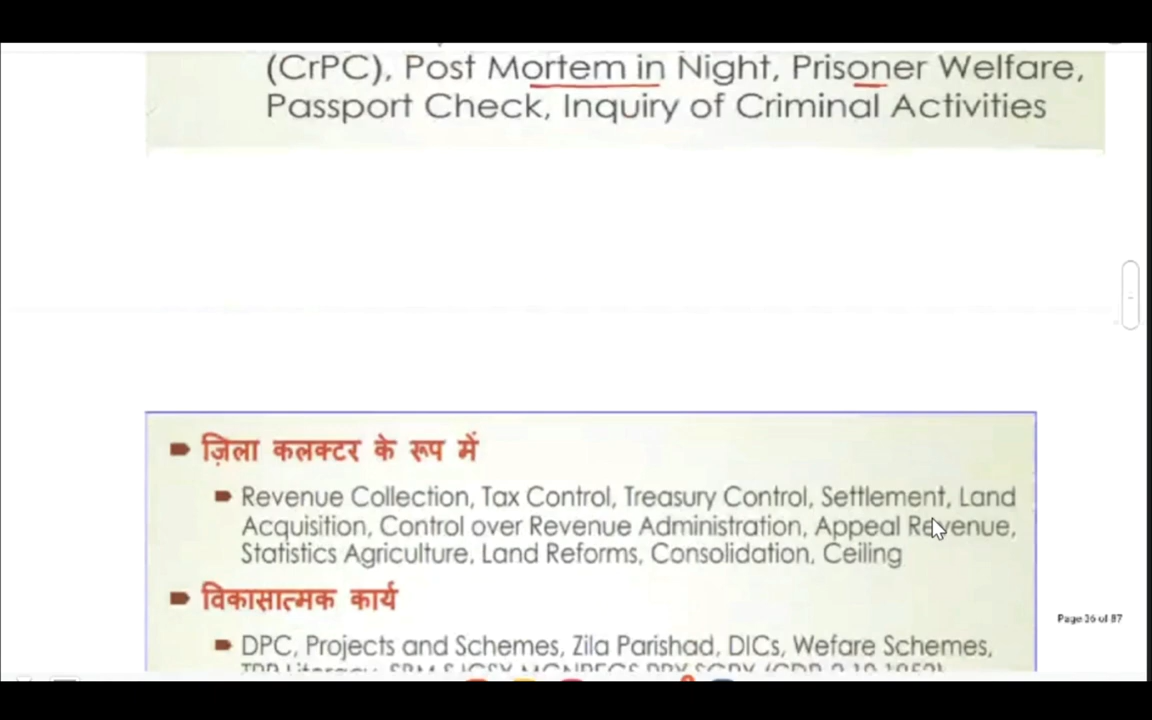 (CrPC), Post Mortem in Night, Prisoner Welfare,
Passport Check, Inquiry of Criminal Activities
ज़िला कलक्टर के रूप में
Revenue Collection, Tax Control, Treasury Control, Settlement, Land
Acquisition, Control over Revenue Administration, Appeal Revenue,
Statistics Agriculture, Land Reforms, Consolidation, Ceiling
विकासात्मक कार्य
Page 26 of 87
DPC, Projects and Schemes, Zila Parishad, DICs, Wefare Schemes,